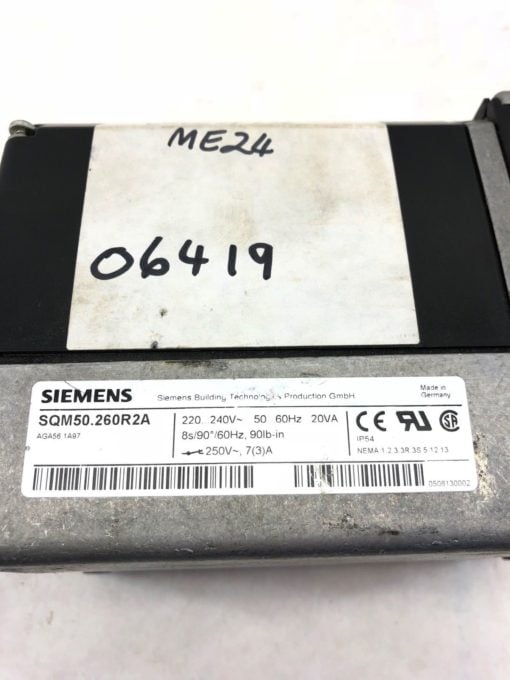 ME24
06419
SIEMENS
Siemens Building Technologies Production GmbH
Made in
Germany
SQM50.260R2A
AGA56.1A97
220...240V~ 50 60Hz 20VA
8s/90°/60Hz, 90lb-in
250V~, 7(3)A
CE
IP54
NEMA 1.2.3.3R.3S.5.12.13
0506130002